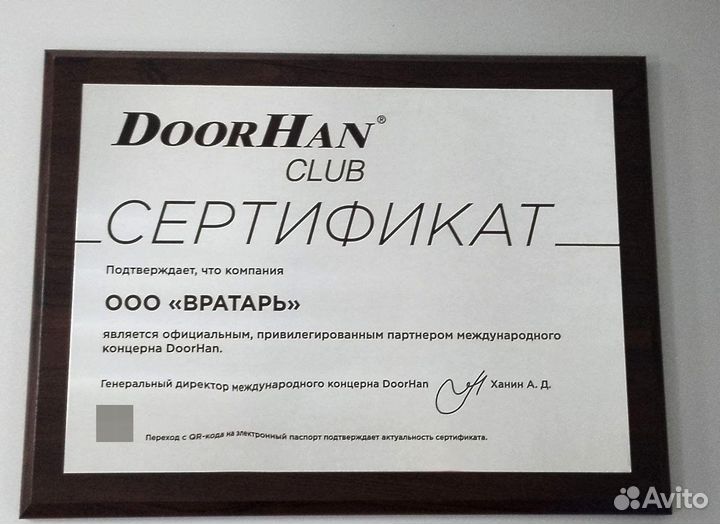 DOORHAN®
CLUB
СЕРТИФИКАТ
Подтверждает, что компания
ООО «ВРАТАРЬ»
является официальным, привилегированным партнером международного
концерна DoorHan.
Генеральный директор международного концерна DoorHan Ханин А. Д.
Переход с QR-кода на электронный паспорт подтверждает актуальность сертификата.
Avito